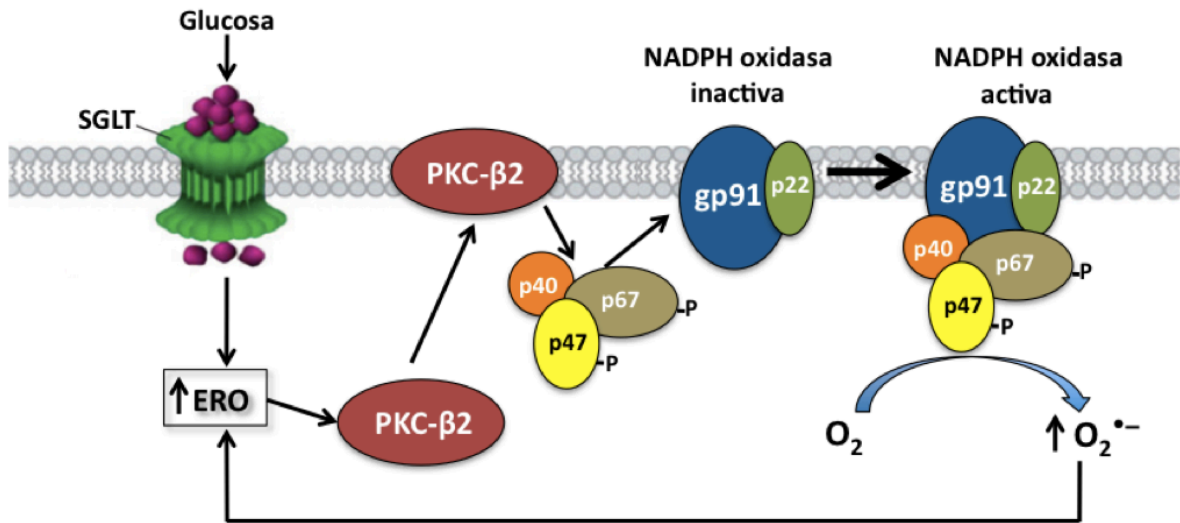 Glucosa
SGLT
NADPH oxidasa
inactiva
NADPH oxidasa
activa
PKC-β2
gp91
p22
gp91
p22
p40
p67
-P
p47
-P
p40
p67
-P
p47
-P
↑ ERO
PKC-β2
O₂
↑ O₂•−